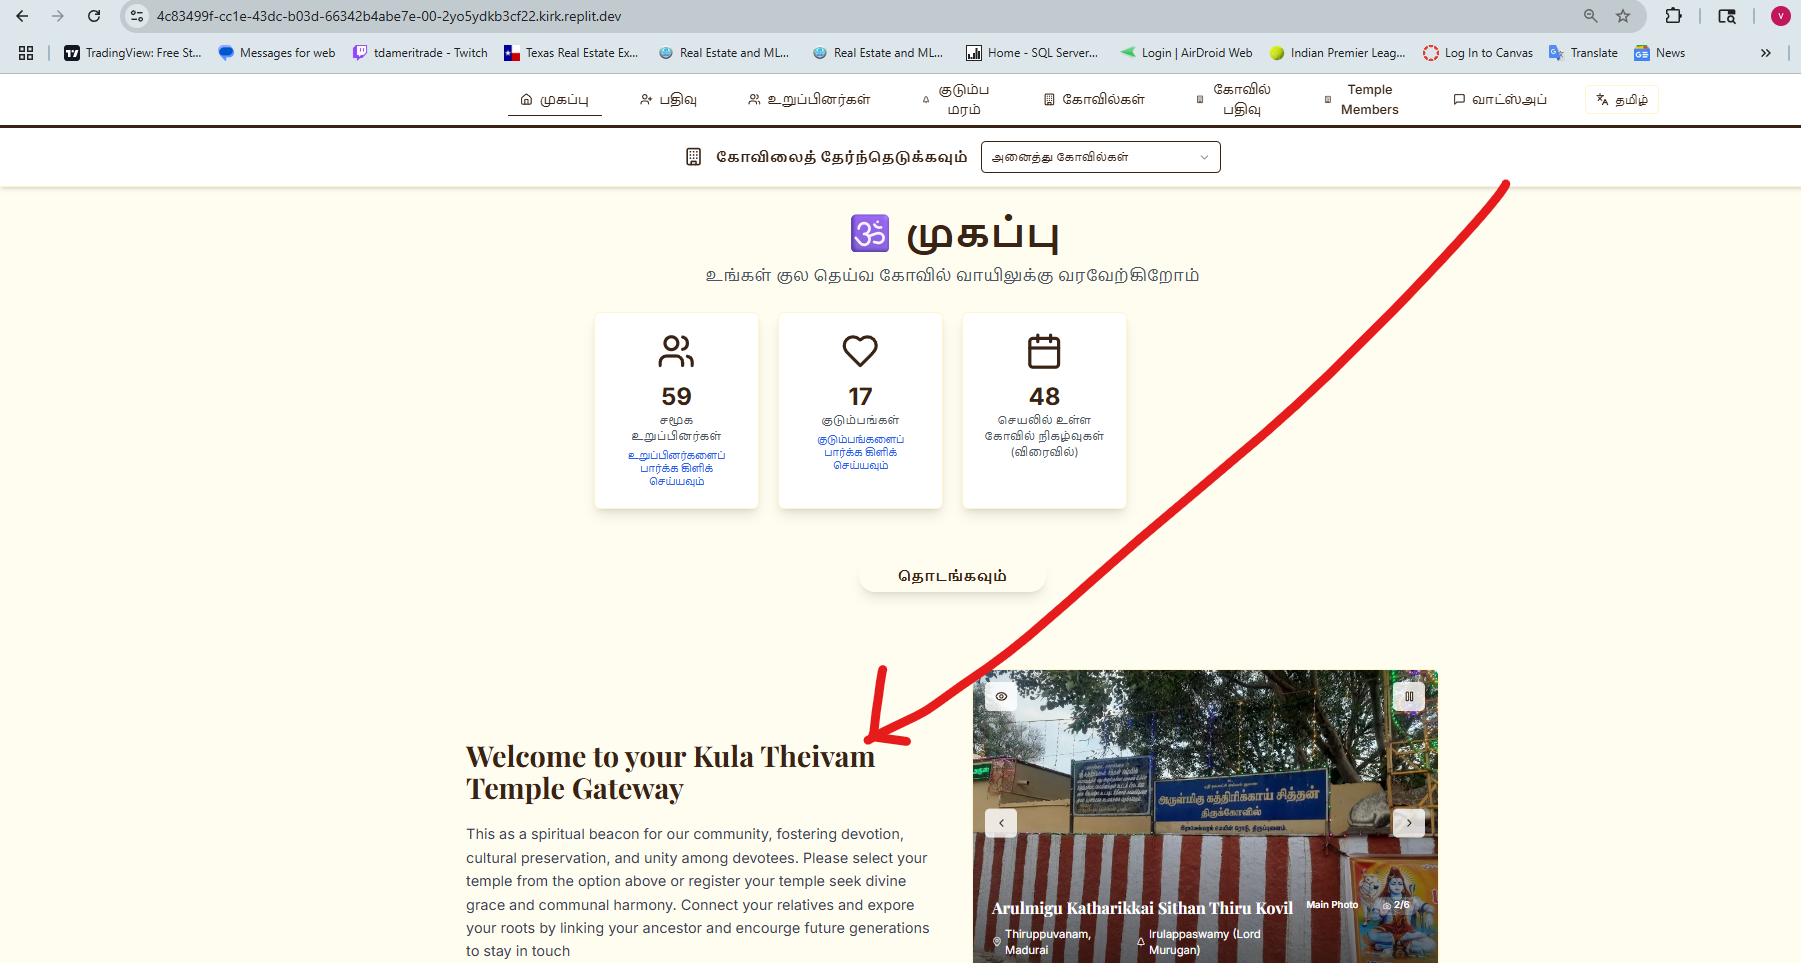 4c83499f-cc1e-43dc-b03d-66342b4abe7e-00-2yo5ydkb3cf22.kirk.replit.dev
v
TradingView: Free St...
Messages for web
tdameritrade - Twitch
Texas Real Estate Ex...
Real Estate and ML...
Real Estate and ML...
Home - SQL Server...
Login | AirDroid Web
Indian Premier Leag...
Log In to Canvas
Translate
News
முகப்பு
பதிவு
உறுப்பினர்கள்
குடும்ப
மரம்
கோவில்கள்
கோவில்
பதிவு
Temple
Members
வாட்ஸ்அப்
தமிழ்
கோவிலைத் தேர்ந்தெடுக்கவும்
அனைத்து கோவில்கள்
🕉️ முகப்பு
உங்கள் குல தெய்வ கோவில் வாயிலுக்கு வரவேற்கிறோம்
59
சமூக
உறுப்பினர்கள்
உறுப்பினர்களைப்
பார்க்க கிளிக்
செய்யவும்
17
குடும்பங்கள்
குடும்பங்களைப்
பார்க்க கிளிக்
செய்யவும்
48
செயலில் உள்ள
கோவில் நிகழ்வுகள்
(விரைவில்)
தொடங்கவும்
Welcome to your Kula Theivam
Temple Gateway
This as a spiritual beacon for our community, fostering devotion,
cultural preservation, and unity among devotees. Please select your
temple from the option above or register your temple seek divine
grace and communal harmony. Connect your relatives and expore
your roots by linking your ancestor and encourge future generations
to stay in touch
அருள்மிகு கத்திரிக்காய் சித்தன்
திருக்கோவில்
Arulmigu Katharikkai Sithan Thiru Kovil
Main Photo
2/6
Thiruppuvanam,
Madurai
Irulappaswamy (Lord
Murugan)